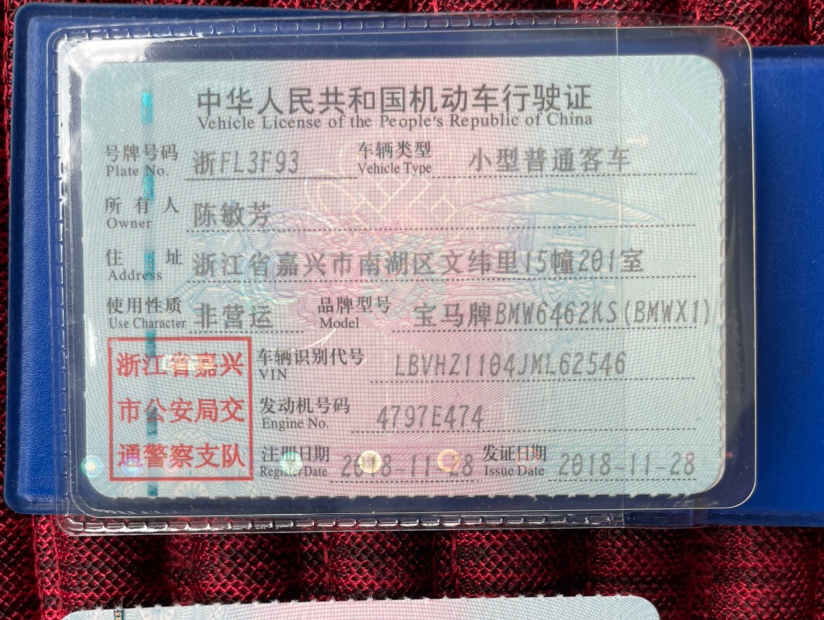 中华人民共和国机动车行驶证
Vehicle License of the People's Republic of China
号牌号码 浙FL3F93 车辆类型 小型普通客车
Plate No. Vehicle Type
所有人 陈敏芳
Owner
住址 浙江省嘉兴市南湖区文纬里15幢201室
Address
使用性质 非营运 品牌型号 宝马牌BMW6462KS(BMWX1)
Use Character Model
浙江省嘉兴
市公安局交
通警察支队
车辆识别代号 LBVHZ1104JML62546
VIN
发动机号码 4797E474
Engine No.
注册日期 2018-11-28 发证日期 2018-11-28
Register Date Issue Date